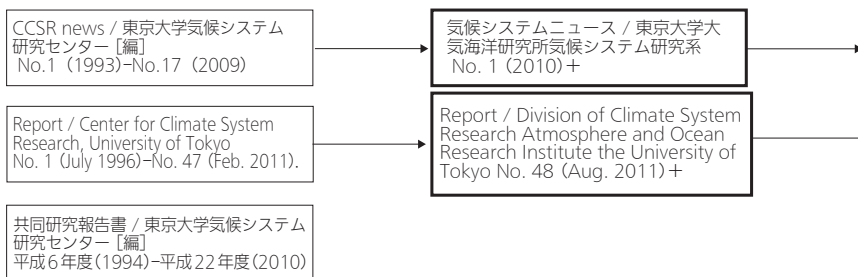 CCSR news / 東京大学気候システム
研究センター [編]
No.1 (1993)–No.17 (2009)
気候システムニュース / 東京大学大
気海洋研究所気候システム研究系
No. 1 (2010)+
Report / Center for Climate System
Research, University of Tokyo
No. 1 (July 1996)–No. 47 (Feb. 2011).
Report / Division of Climate System
Research Atmosphere and Ocean
Research Institute the University of
Tokyo No. 48 (Aug. 2011)+
共同研究報告書 / 東京大学気候システム
研究センター [編]
平成6年度(1994)–平成22年度(2010)